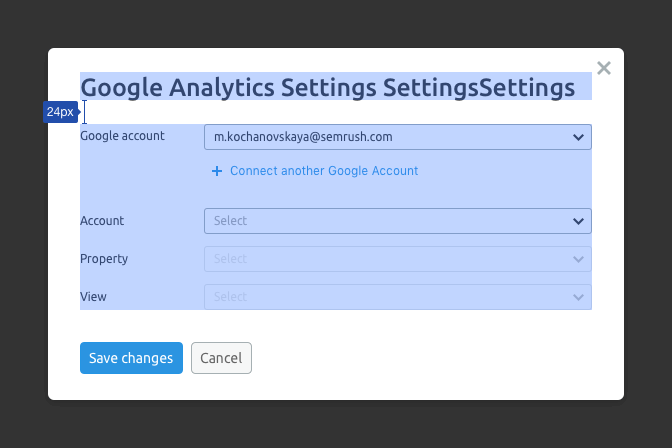 Google Analytics Settings SettingsSettings
24px
Google account
m.kochanovskaya@semrush.com
+ Connect another Google Account
Account
Select
Property
Select
View
Select
Save changes
Cancel